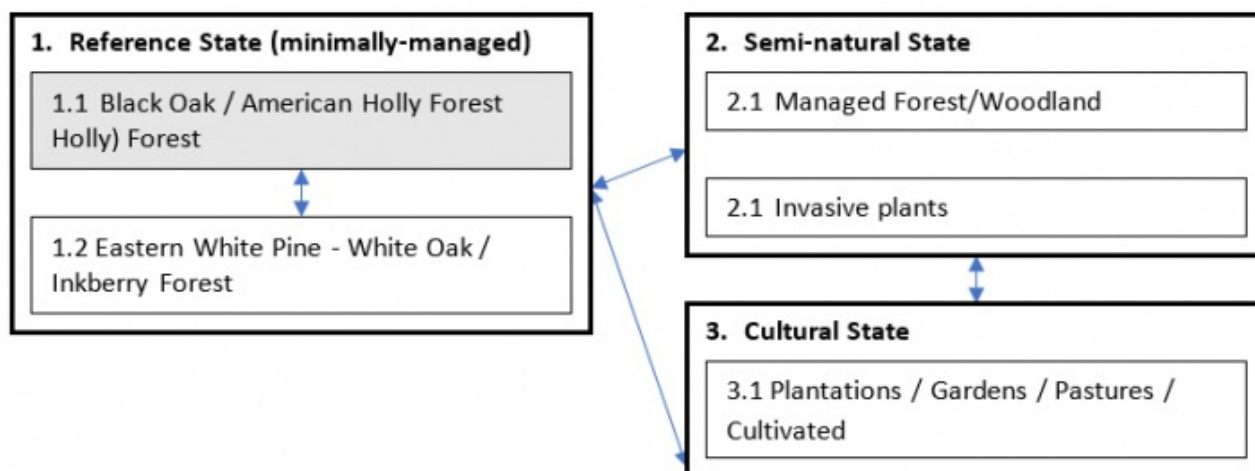 1. Reference State (minimally-managed)
1.1 Black Oak / American Holly Forest
Holly) Forest
1.2 Eastern White Pine - White Oak /
Inkberry Forest
2. Semi-natural State
2.1 Managed Forest/Woodland
2.1 Invasive plants
3. Cultural State
3.1 Plantations / Gardens / Pastures /
Cultivated